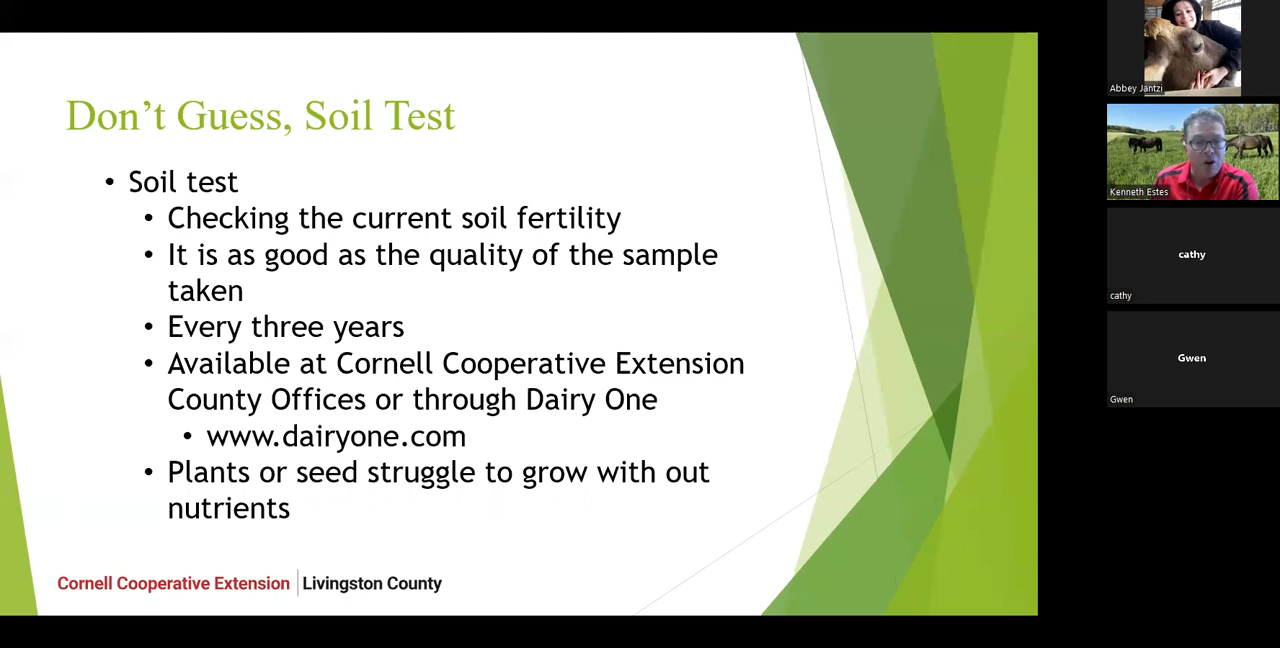 Don't Guess, Soil Test
• Soil test
• Checking the current soil fertility
• It is as good as the quality of the sample
taken
• Every three years
• Available at Cornell Cooperative Extension
County Offices or through Dairy One
• www.dairyone.com
• Plants or seed struggle to grow with out
nutrients
Cornell Cooperative Extension | Livingston County
Abbey Jantzi
Kenneth Estes
cathy
cathy
Gwen
Gwen